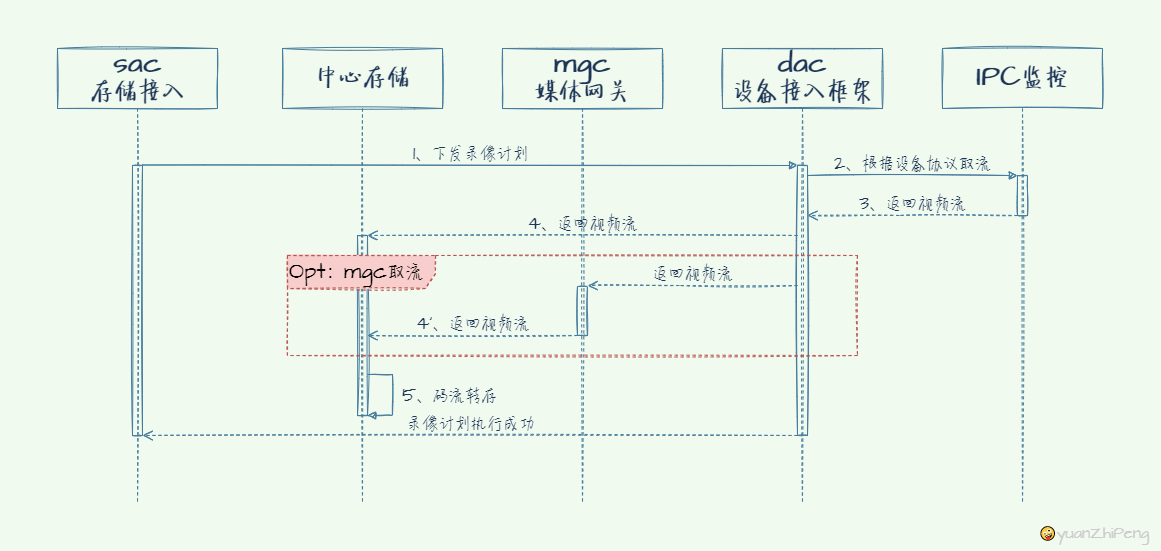 sac
存储接入
中心存储
mgc
媒体网关
dac
设备接入框架
IPC监控
1、下发录像计划
2、根据设备协议取流
3、返回视频流
4、返回视频流
Opt: mgc取流
返回视频流
4'、返回视频流
5、码流转存
录像计划执行成功
yuanZhiPeng